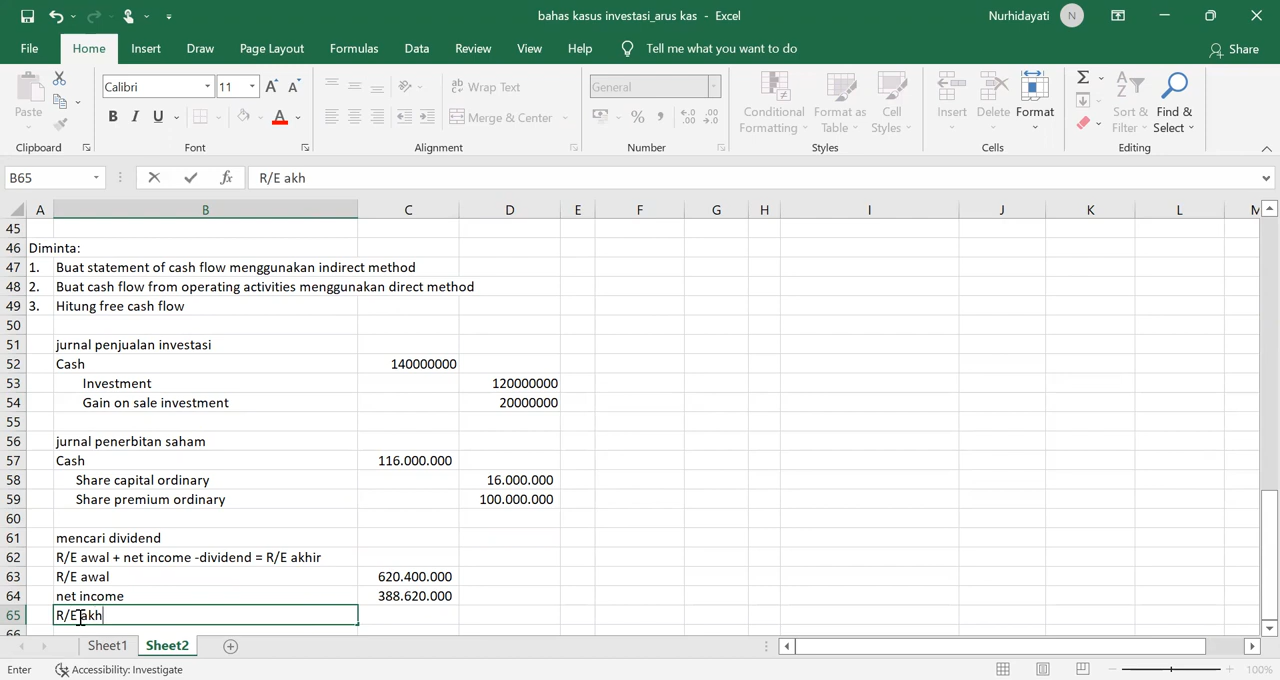 bahas kasus investasi_arus kas - Excel
Nurhidayati N
File Home Insert Draw Page Layout Formulas Data Review View Help Tell me what you want to do Share
Paste
Calibri 11 A A
B I U A
Wrap Text
Merge & Center
General
% ,
Conditional Formatting
Format as Table
Cell Styles
Insert Delete Format
Sort & Filter
Find & Select
Clipboard Font Alignment Number Styles Cells Editing
B65 fx R/E akh
A B C D E F G H I J K L M
45
46 Diminta:
47 1. Buat statement of cash flow menggunakan indirect method
48 2. Buat cash flow from operating activities menggunakan direct method
49 3. Hitung free cash flow
50
51 jurnal penjualan investasi
52 Cash 140000000
53 Investment 120000000
54 Gain on sale investment 20000000
55
56 jurnal penerbitan saham
57 Cash 116.000.000
58 Share capital ordinary 16.000.000
59 Share premium ordinary 100.000.000
60
61 mencari dividend
62 R/E awal + net income -dividend = R/E akhir
63 R/E awal 620.400.000
64 net income 388.620.000
65 R/E akh
66
Sheet1 Sheet2
Enter Accessibility: Investigate 100%